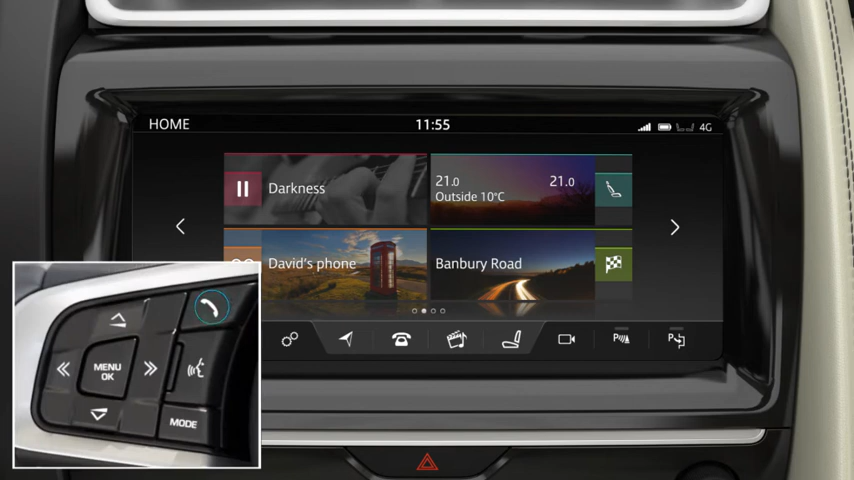 HOME
11:55
4G
Darkness
21.0
21.0
Outside 10°C
David's phone
Banbury Road
P
P
MENU
OK
MODE